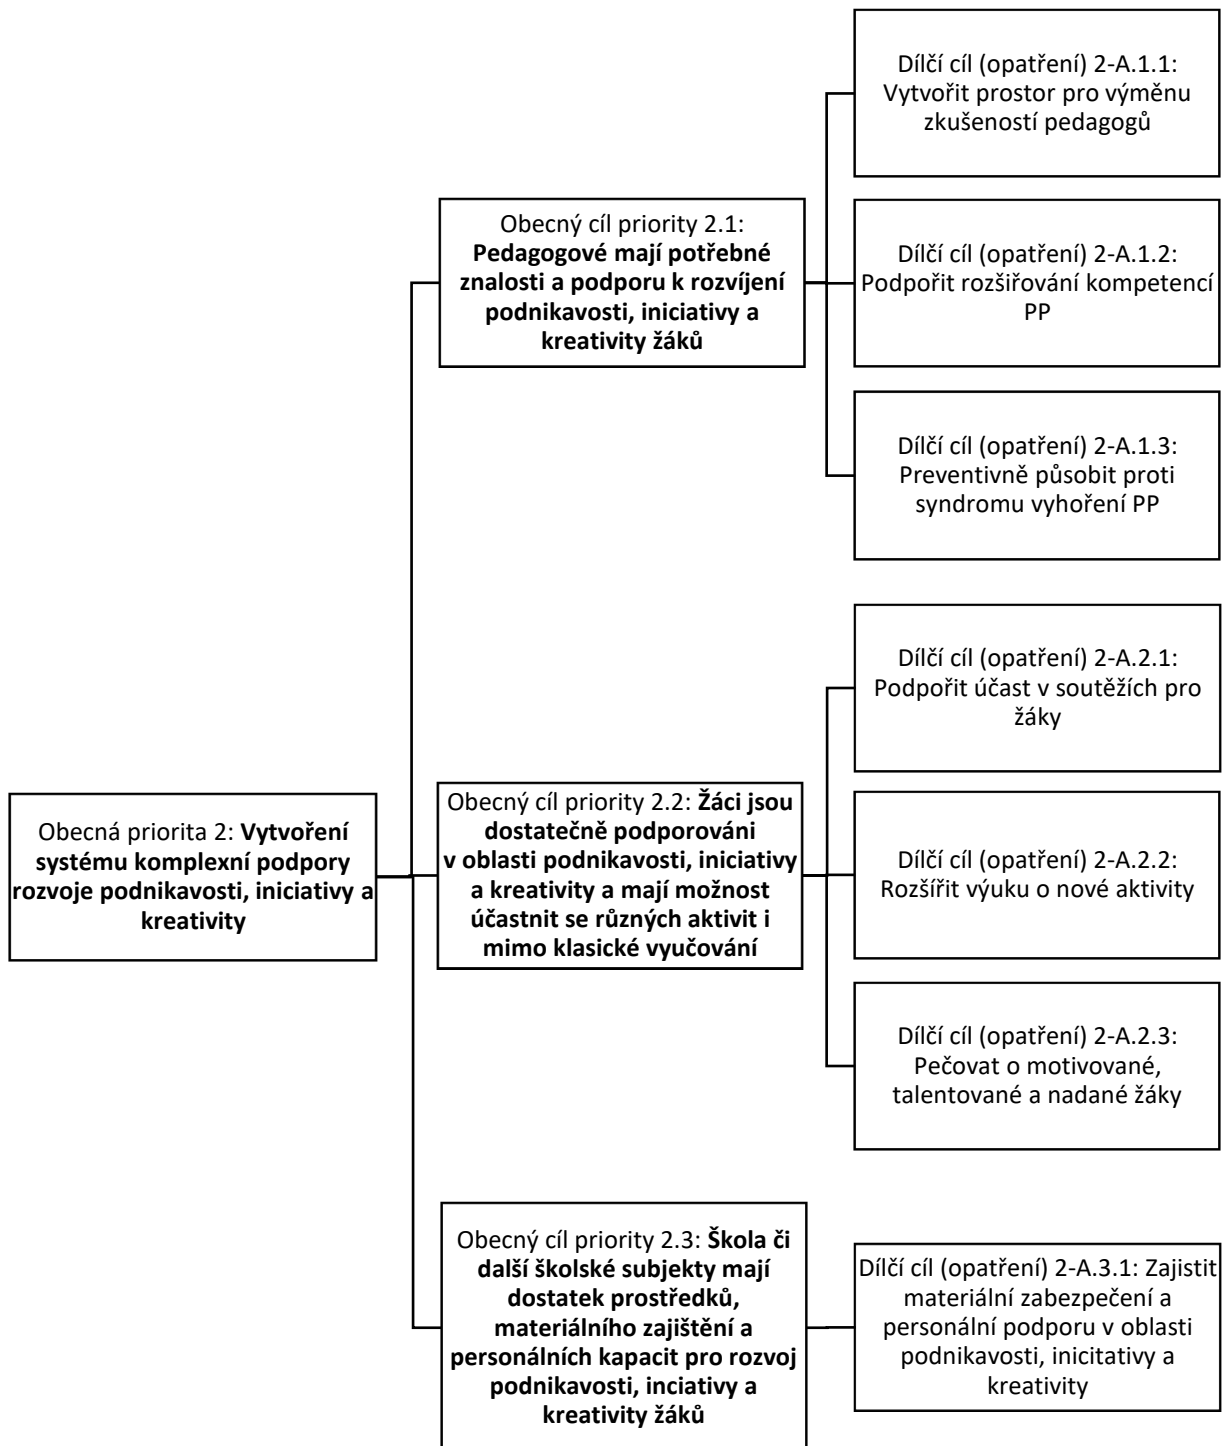 Obecná priorita 2: Vytvoření
systému komplexní podpory
rozvoje podnikavosti, iniciativy a
kreativity
Obecný cíl priority 2.1:
Pedagogové mají potřebné
znalosti a podporu k rozvíjení
podnikavosti, iniciativy a
kreativity žáků
Dílčí cíl (opatření) 2-A.1.1:
Vytvořit prostor pro výměnu
zkušeností pedagogů
Dílčí cíl (opatření) 2-A.1.2:
Podpořit rozšiřování kompetencí
PP
Dílčí cíl (opatření) 2-A.1.3:
Preventivně působit proti
syndromu vyhoření PP
Obecný cíl priority 2.2: Žáci jsou
dostatečně podporováni
v oblasti podnikavosti, iniciativy
a kreativity a mají možnost
účastnit se různých aktivit i
mimo klasické vyučování
Dílčí cíl (opatření) 2-A.2.1:
Podpořit účast v soutěžích pro
žáky
Dílčí cíl (opatření) 2-A.2.2:
Rozšířit výuku o nové aktivity
Dílčí cíl (opatření) 2-A.2.3:
Pečovat o motivované,
talentované a nadané žáky
Obecný cíl priority 2.3: Škola či
další školské subjekty mají
dostatek prostředků,
materiálního zajištění a
personálních kapacit pro rozvoj
podnikavosti, inciativy a
kreativity žáků
Dílčí cíl (opatření) 2-A.3.1: Zajistit
materiální zabezpečení a
personální podporu v oblasti
podnikavosti, inicitativy a
kreativity